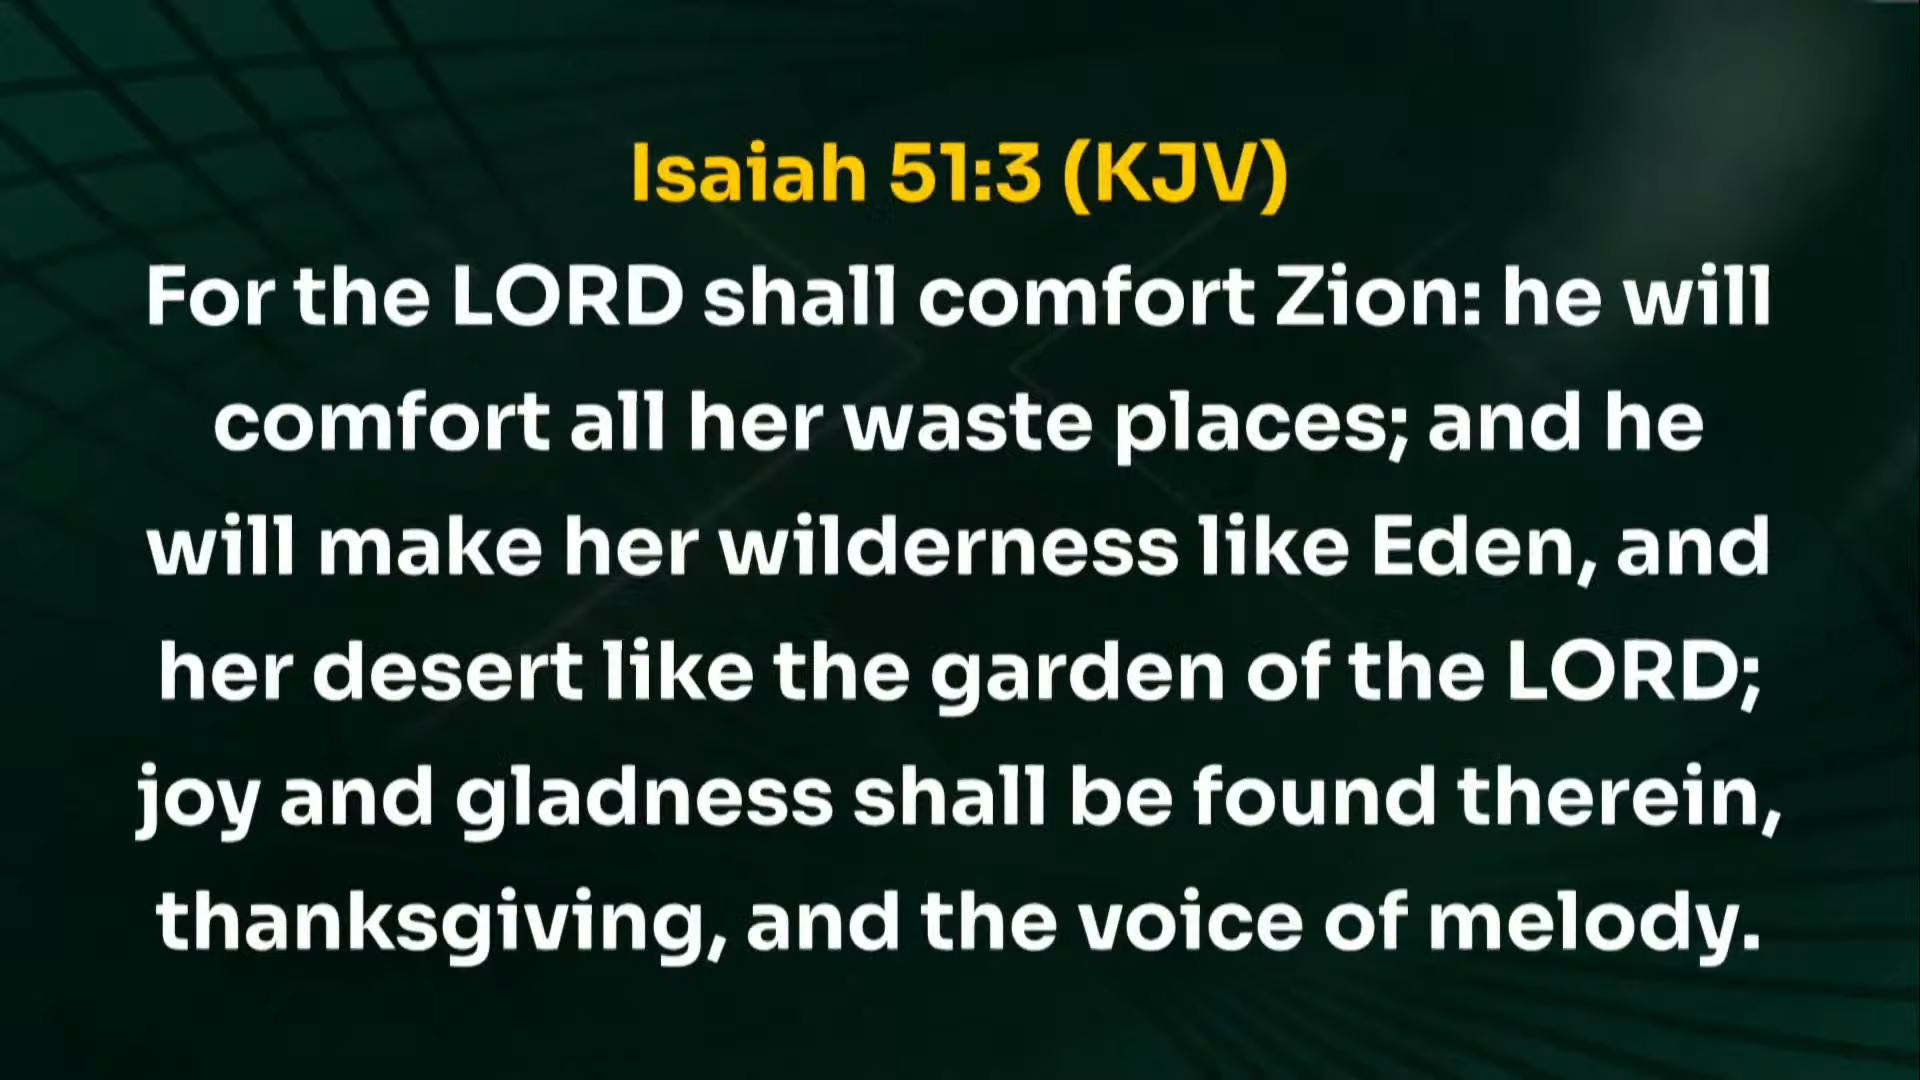 Isaiah 51:3 (KJV)
For the LORD shall comfort Zion: he will
comfort all her waste places; and he
will make her wilderness like Eden, and
her desert like the garden of the LORD;
joy and gladness shall be found therein,
thanksgiving, and the voice of melody.